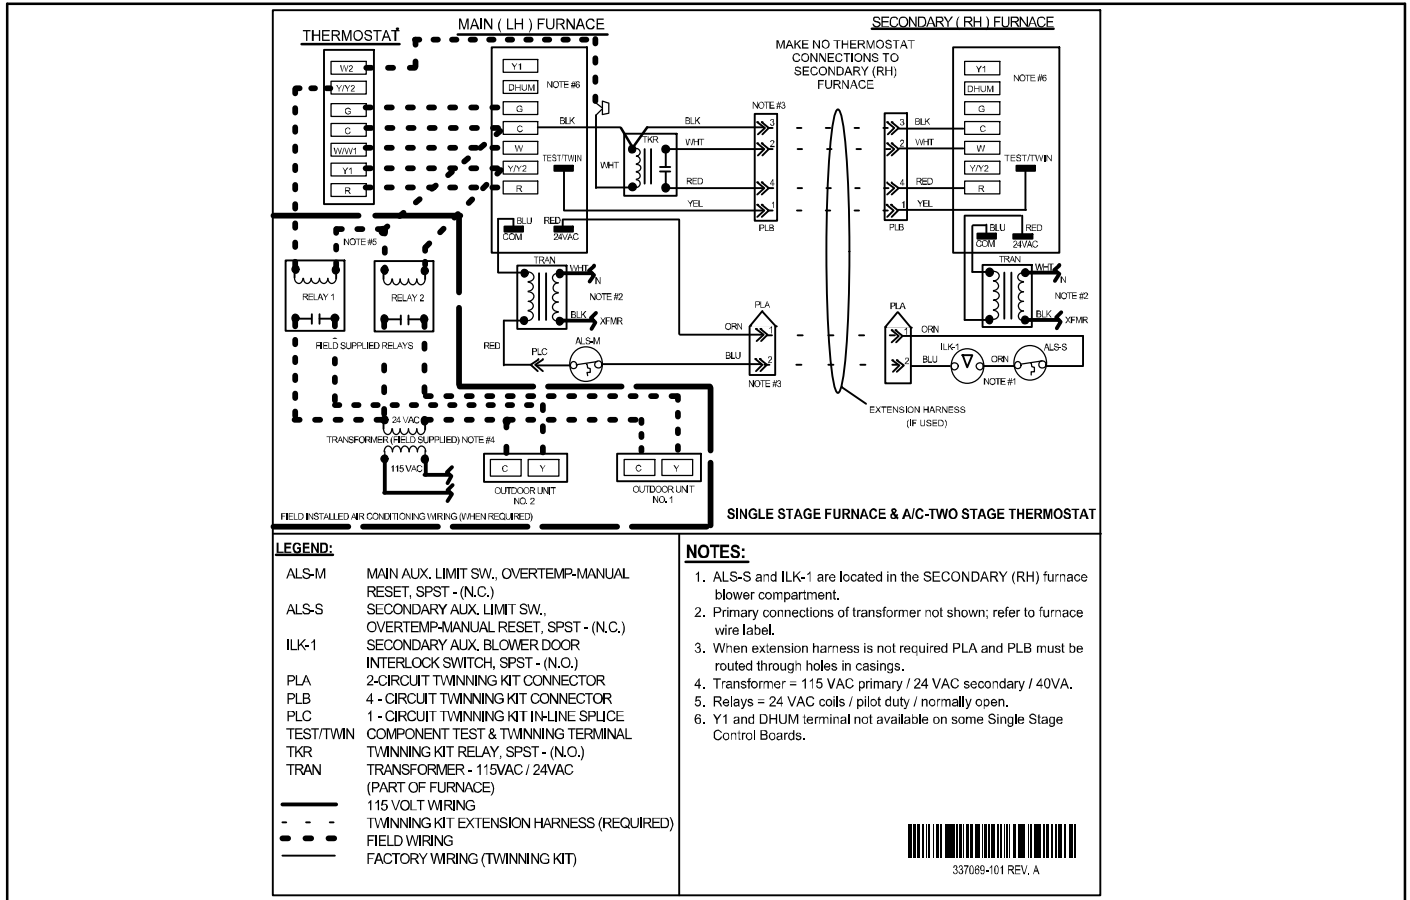 THERMOSTAT
MAIN ( LH ) FURNACE
SECONDARY ( RH ) FURNACE
MAKE NO THERMOSTAT
CONNECTIONS TO
SECONDARY (RH)
FURNACE
W2
Y/Y2
G
C
W/W1
Y1
R
Y1
DHUM
NOTE #6
G
C
W
Y/Y2
R
TEST/TWIN
BLU
COM
RED
24VAC
BLK
WHT
TKR
BLK
WHT
RED
YEL
NOTE #3
3
2
4
1
PLB
3
2
4
1
PLB
BLK
WHT
RED
YEL
Y1
NOTE #6
DHUM
G
C
W
TEST/TWIN
Y/Y2
R
BLU
COM
RED
24VAC
TRAN
WHT
N
NOTE #2
BLK
XFMR
TRAN
WHT
N
NOTE #2
BLK
XFMR
NOTE #5
RELAY 1
RELAY 2
FIELD SUPPLIED RELAYS
RED
PLC
ALS-M
ORN
BLU
PLA
1
2
NOTE #3
PLA
1
2
ORN
BLU
ILK-1
ORN
ALS-S
NOTE #1
EXTENSION HARNESS
(IF USED)
24 VAC
TRANSFORMER (FIELD SUPPLIED) NOTE #4
115 VAC
C
Y
OUTDOOR UNIT
NO. 2
C
Y
OUTDOOR UNIT
NO. 1
FIELD INSTALLED AIR CONDITIONING WIRING (WHEN REQUIRED)
SINGLE STAGE FURNACE & A/C-TWO STAGE THERMOSTAT
LEGEND:
ALS-M MAIN AUX. LIMIT SW., OVERTEMP-MANUAL
RESET, SPST - (N.C.)
ALS-S SECONDARY AUX. LIMIT SW.,
OVERTEMP-MANUAL RESET, SPST - (N.C.)
ILK-1 SECONDARY AUX. BLOWER DOOR
INTERLOCK SWITCH, SPST - (N.O.)
PLA 2-CIRCUIT TWINNING KIT CONNECTOR
PLB 4 - CIRCUIT TWINNING KIT CONNECTOR
PLC 1 - CIRCUIT TWINNING KIT IN-LINE SPLICE
TEST/TWIN COMPONENT TEST & TWINNING TERMINAL
TKR TWINNING KIT RELAY, SPST - (N.O.)
TRAN TRANSFORMER - 115VAC / 24VAC
(PART OF FURNACE)
115 VOLT WIRING
TWINNING KIT EXTENSION HARNESS (REQUIRED)
FIELD WIRING
FACTORY WIRING (TWINNING KIT)
NOTES:
1. ALS-S and ILK-1 are located in the SECONDARY (RH) furnace
blower compartment.
2. Primary connections of transformer not shown; refer to furnace
wire label.
3. When extension harness is not required PLA and PLB must be
routed through holes in casings.
4. Transformer = 115 VAC primary / 24 VAC secondary / 40VA.
5. Relays = 24 VAC coils / pilot duty / normally open.
6. Y1 and DHUM terminal not available on some Single Stage
Control Boards.
337069-101 REV. A